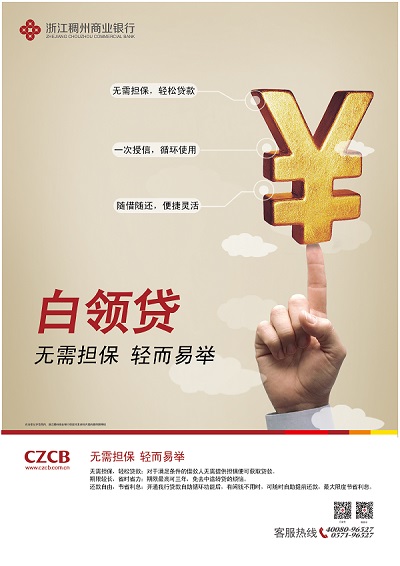 浙江稠州商业银行
ZHEJIANG CHOUZHOU COMMERCIAL BANK
无需担保，轻松贷款
一次授信，循环使用
随借随还，便捷灵活
白领贷
无需担保 轻而易举
CZCB
www.czcb.com.cn
无需担保 轻而易举
无需担保，轻松贷款：对于满足条件的借款人无需提供担保便可获取贷款。
期限较长，省时省力：期限最高可三年，免去中途转贷的烦恼。
还款自由，节省利息：开通我行贷款自助循环功能后，有闲钱不用时，可随时自助提前还款，最大限度节省利息。
客服热线
40080-96527
0571-96527